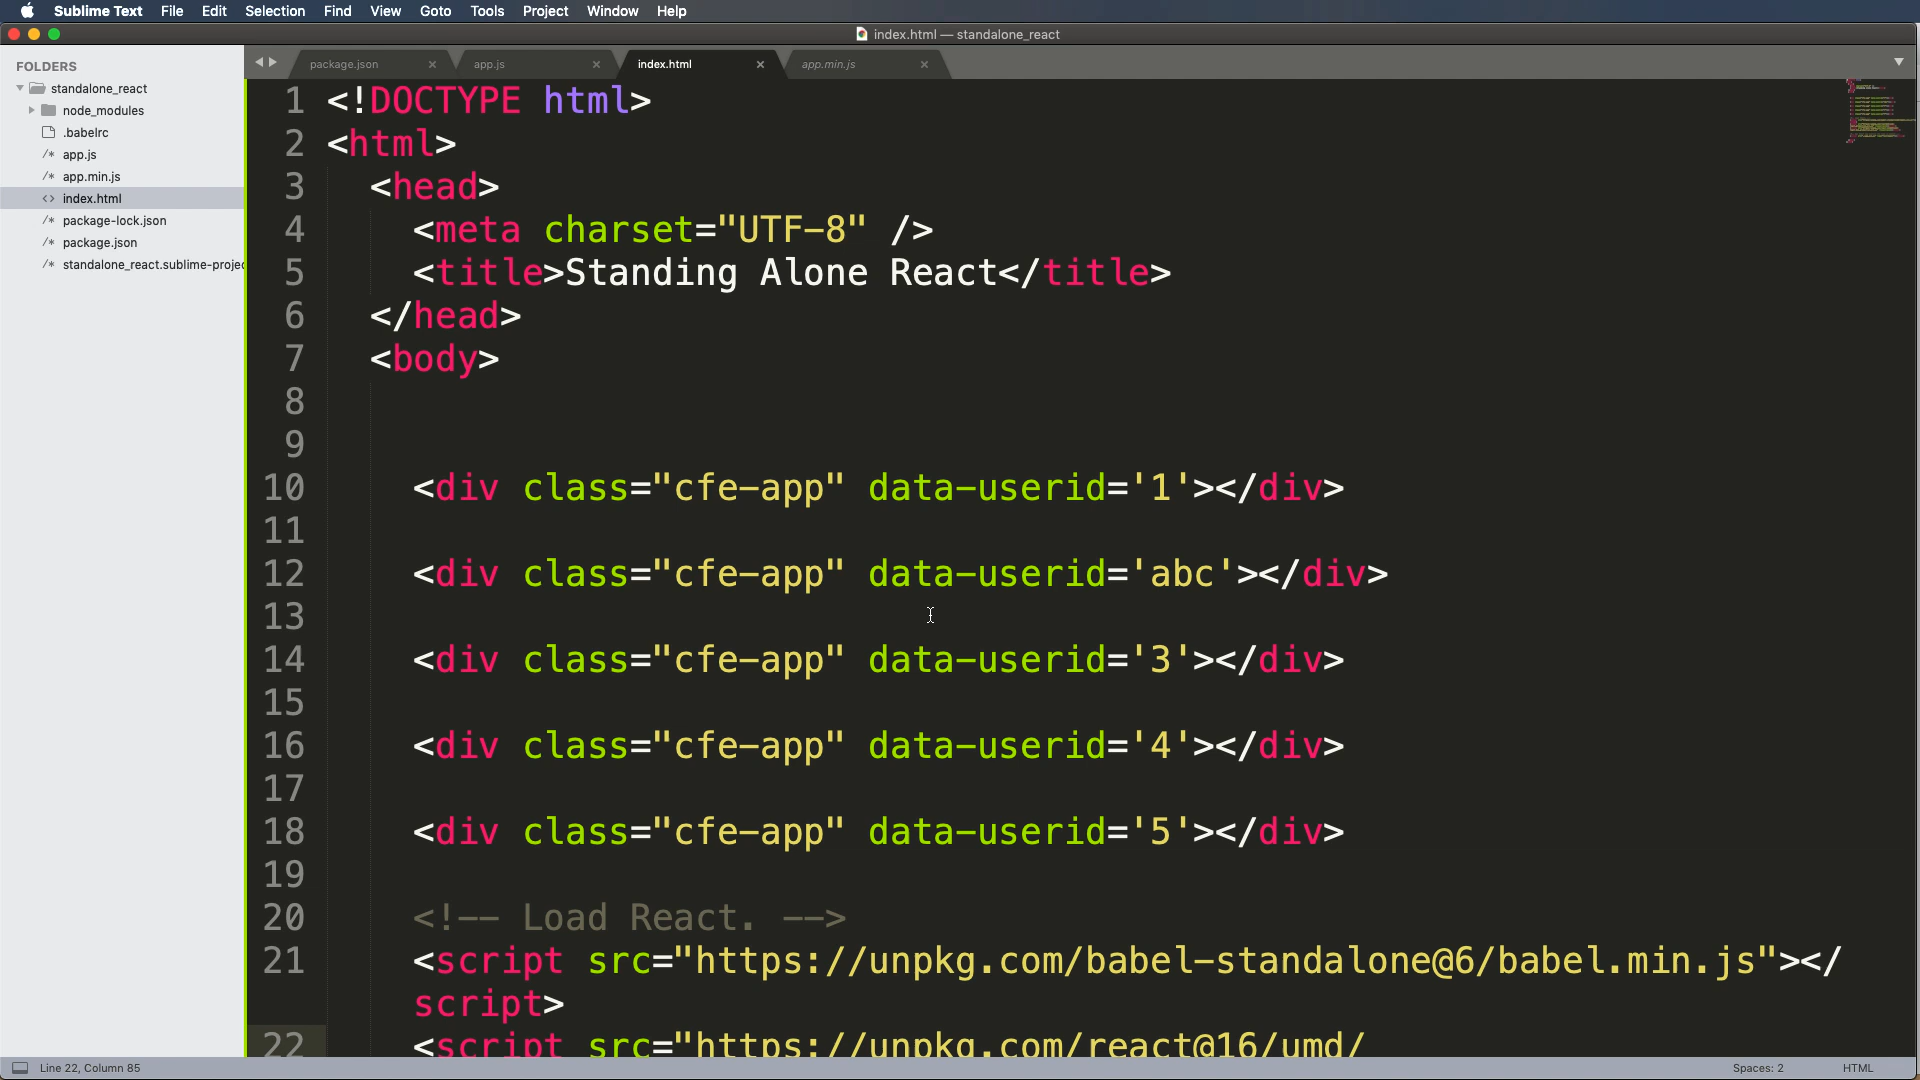 Sublime Text File Edit Selection Find View Goto Tools Project Window Help
index.html — standalone_react
FOLDERS
standalone_react
node_modules
.babelrc
/* app.js
/* app.min.js
<> index.html
/* package-lock.json
/* package.json
/* standalone_react.sublime-projec
package.json × app.js × index.html × app.min.js ×
1 <!DOCTYPE html>
2 <html>
3 <head>
4 <meta charset="UTF-8" />
5 <title>Standing Alone React</title>
6 </head>
7 <body>
8
9
10 <div class="cfe-app" data-userid='1'></div>
11
12 <div class="cfe-app" data-userid='abc'></div>
13
14 <div class="cfe-app" data-userid='3'></div>
15
16 <div class="cfe-app" data-userid='4'></div>
17
18 <div class="cfe-app" data-userid='5'></div>
19
20 <!-- Load React. -->
21 <script src="https://unpkg.com/babel-standalone@6/babel.min.js"></
script>
22 <script src="https://unpkg.com/react@16/umd/
Line 22, Column 85 Spaces: 2 HTML